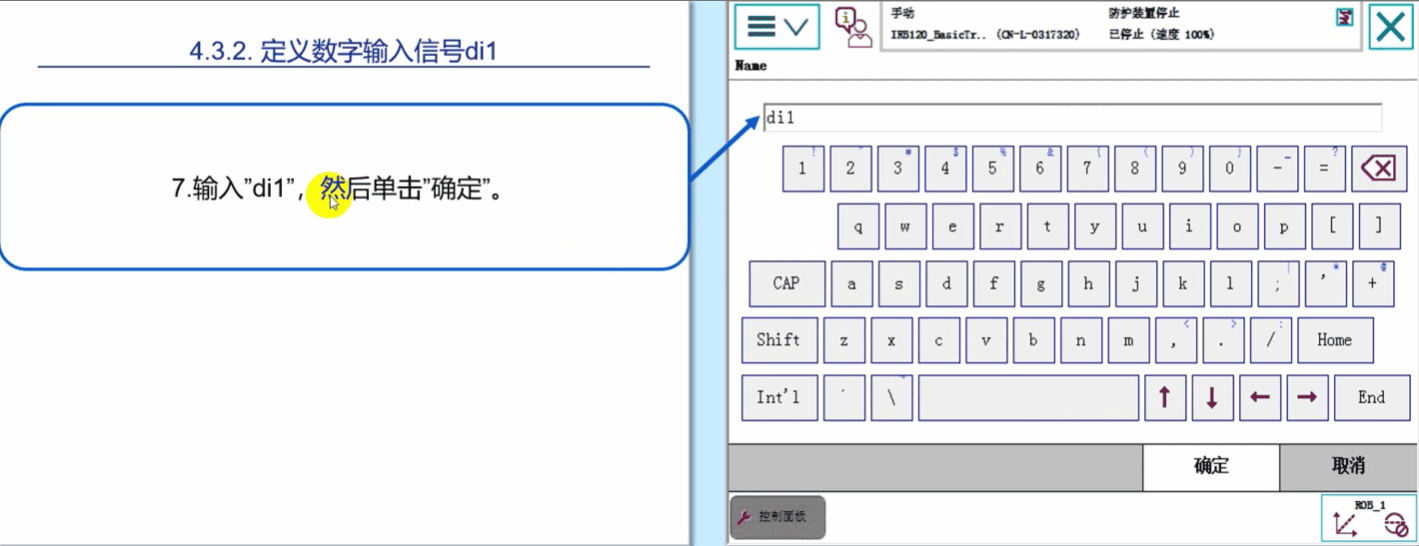 4.3.2. 定义数字输入信号di1
7.输入”di1”，然后单击”确定”。
手动
防护装置停止
IRB120_BasicTr.. (CN-L-0317320)
已停止 (速度 100%)
Name
di1
1 2 3 4 5 6 7 8 9 0 - =
q w e r t y u i o p [ ]
CAP a s d f g h j k l ; ' +
Shift z x c v b n m , . / Home
Int'l ´ \ ↑ ↓ ← → End
确定 取消
控制面板
ROB_1